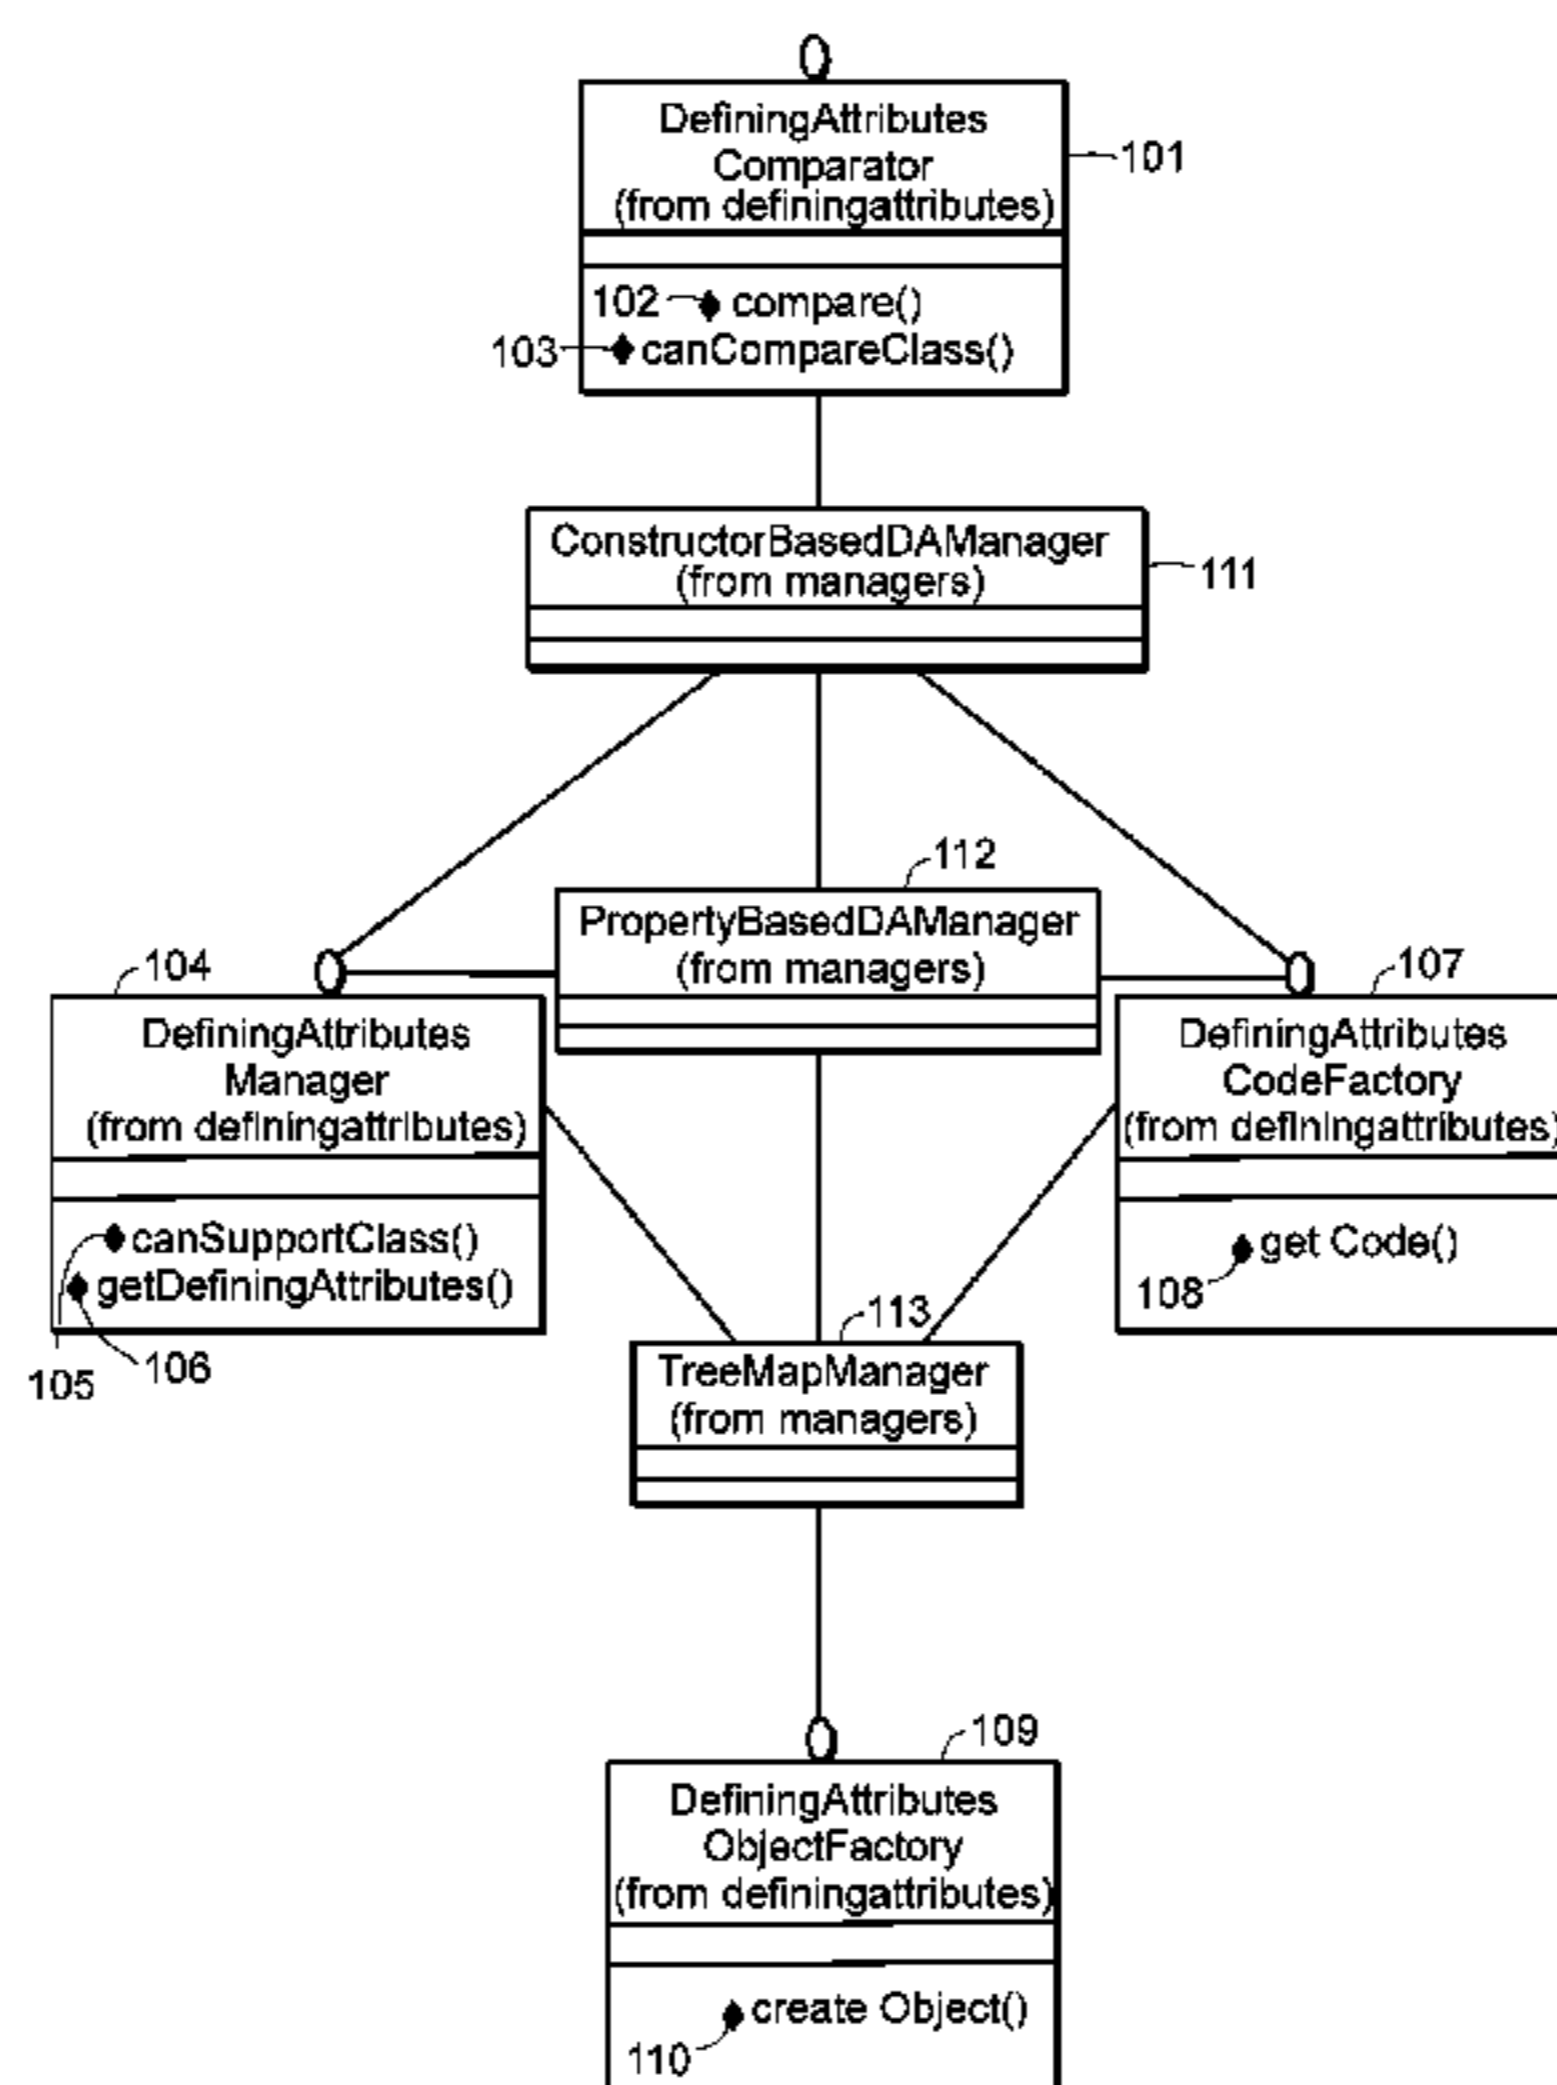 DefiningAttributes
Comparator
(from definingattributes)
101
102 compare()
103 canCompareClass()
ConstructorBasedDAManager
(from managers)
111
112
PropertyBasedDAManager
(from managers)
104
DefiningAttributes
Manager
(from definingattributes)
canSupportClass()
getDefiningAttributes()
105
106
107
DefiningAttributes
CodeFactory
(from definingattributes)
get Code()
108
113
TreeMapManager
(from managers)
109
DefiningAttributes
ObjectFactory
(from definingattributes)
create Object()
110